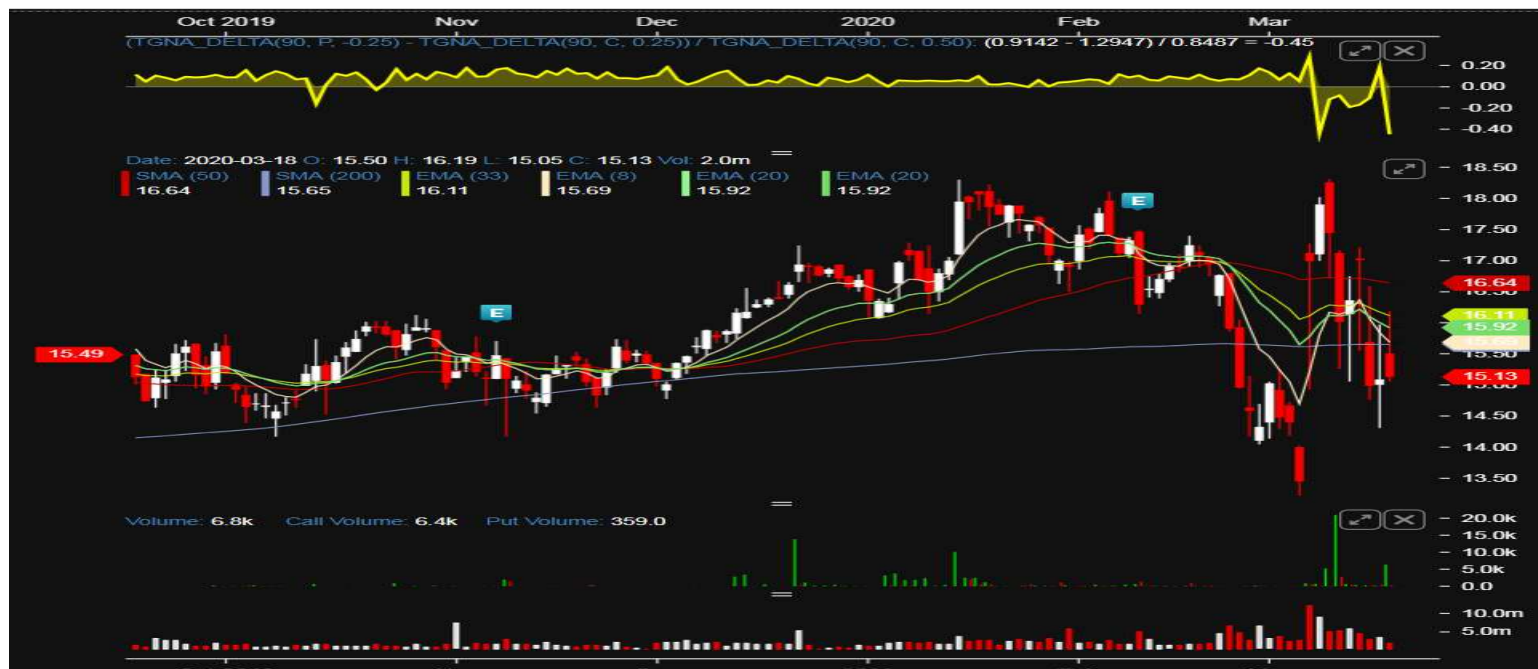 Oct 2019 Nov Dec 2020 Feb Mar
(TGNA_DELTA(90, P, -0.25) - TGNA_DELTA(90, C, 0.25)) / TGNA_DELTA(90, C, 0.50): (0.9142 - 1.2947) / 0.8487 = -0.45
0.20
0.00
-0.20
-0.40
Date: 2020-03-18 O: 15.50 H: 16.19 L: 15.05 C: 15.13 Vol: 2.0m
SMA (50) SMA (200) EMA (33) EMA (8) EMA (20) EMA (20)
16.64 15.65 16.11 15.69 15.92 15.92
18.50
18.00
E
17.50
17.00
16.64
E
16.11
15.92
15.49
15.50
15.13
14.50
14.00
13.50
Volume: 6.8k Call Volume: 6.4k Put Volume: 359.0
20.0k
15.0k
10.0k
5.0k
0.0
10.0m
5.0m